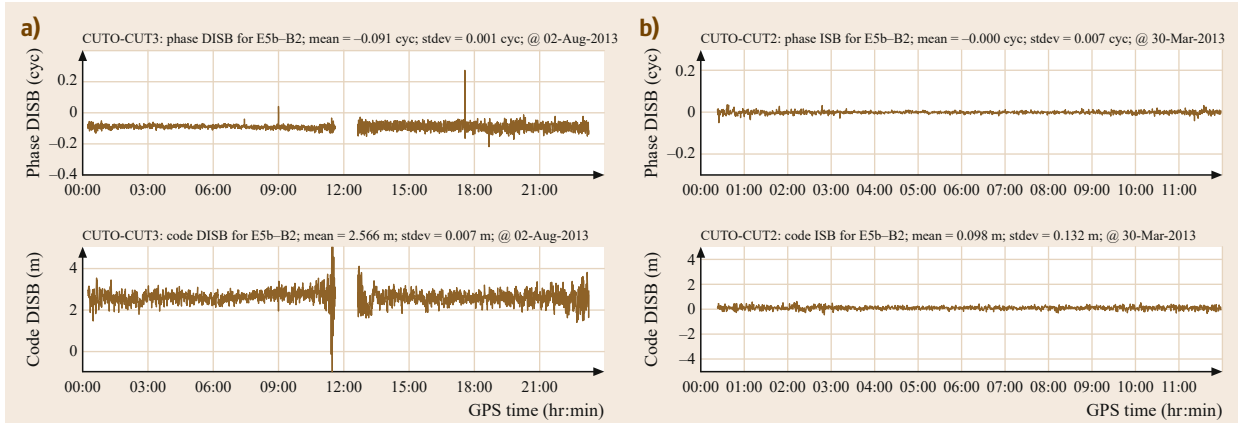 a)
CUTO-CUT3: phase DISB for E5b–B2; mean = –0.091 cyc; stdev = 0.001 cyc; @ 02-Aug-2013
Phase DISB (cyc)
0.2
0
–0.2
–0.4
00:00 03:00 06:00 09:00 12:00 15:00 18:00 21:00
CUTO-CUT3: code DISB for E5b–B2; mean = 2.566 m; stdev = 0.007 m; @ 02-Aug-2013
Code DISB (m)
4
2
0
00:00 03:00 06:00 09:00 12:00 15:00 18:00 21:00
GPS time (hr:min)
b)
CUTO-CUT2: phase ISB for E5b–B2; mean = –0.000 cyc; stdev = 0.007 cyc; @ 30-Mar-2013
Phase DISB (cyc)
0.2
0
–0.2
00:00 01:00 02:00 03:00 04:00 05:00 06:00 07:00 08:00 09:00 10:00 11:00
CUTO-CUT2: code ISB for E5b–B2; mean = 0.098 m; stdev = 0.132 m; @ 30-Mar-2013
Code DISB (m)
4
2
0
–2
–4
00:00 01:00 02:00 03:00 04:00 05:00 06:00 07:00 08:00 09:00 10:00 11:00
GPS time (hr:min)